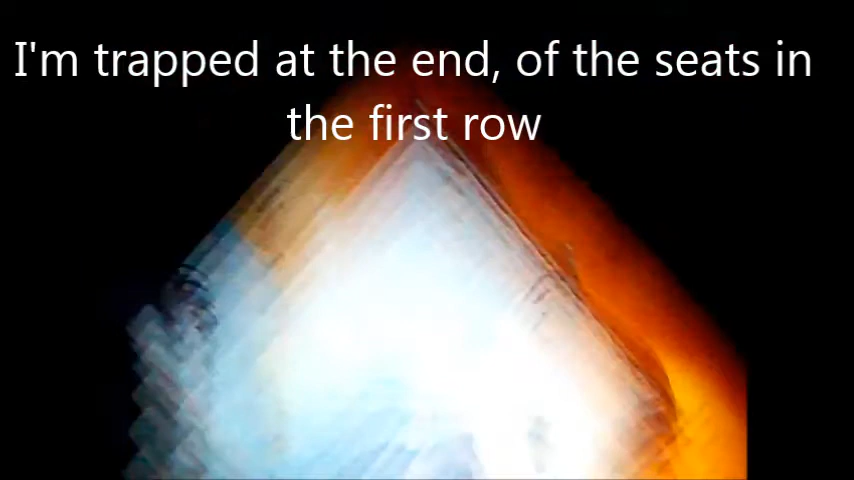 I'm trapped at the end, of the seats in
the first row